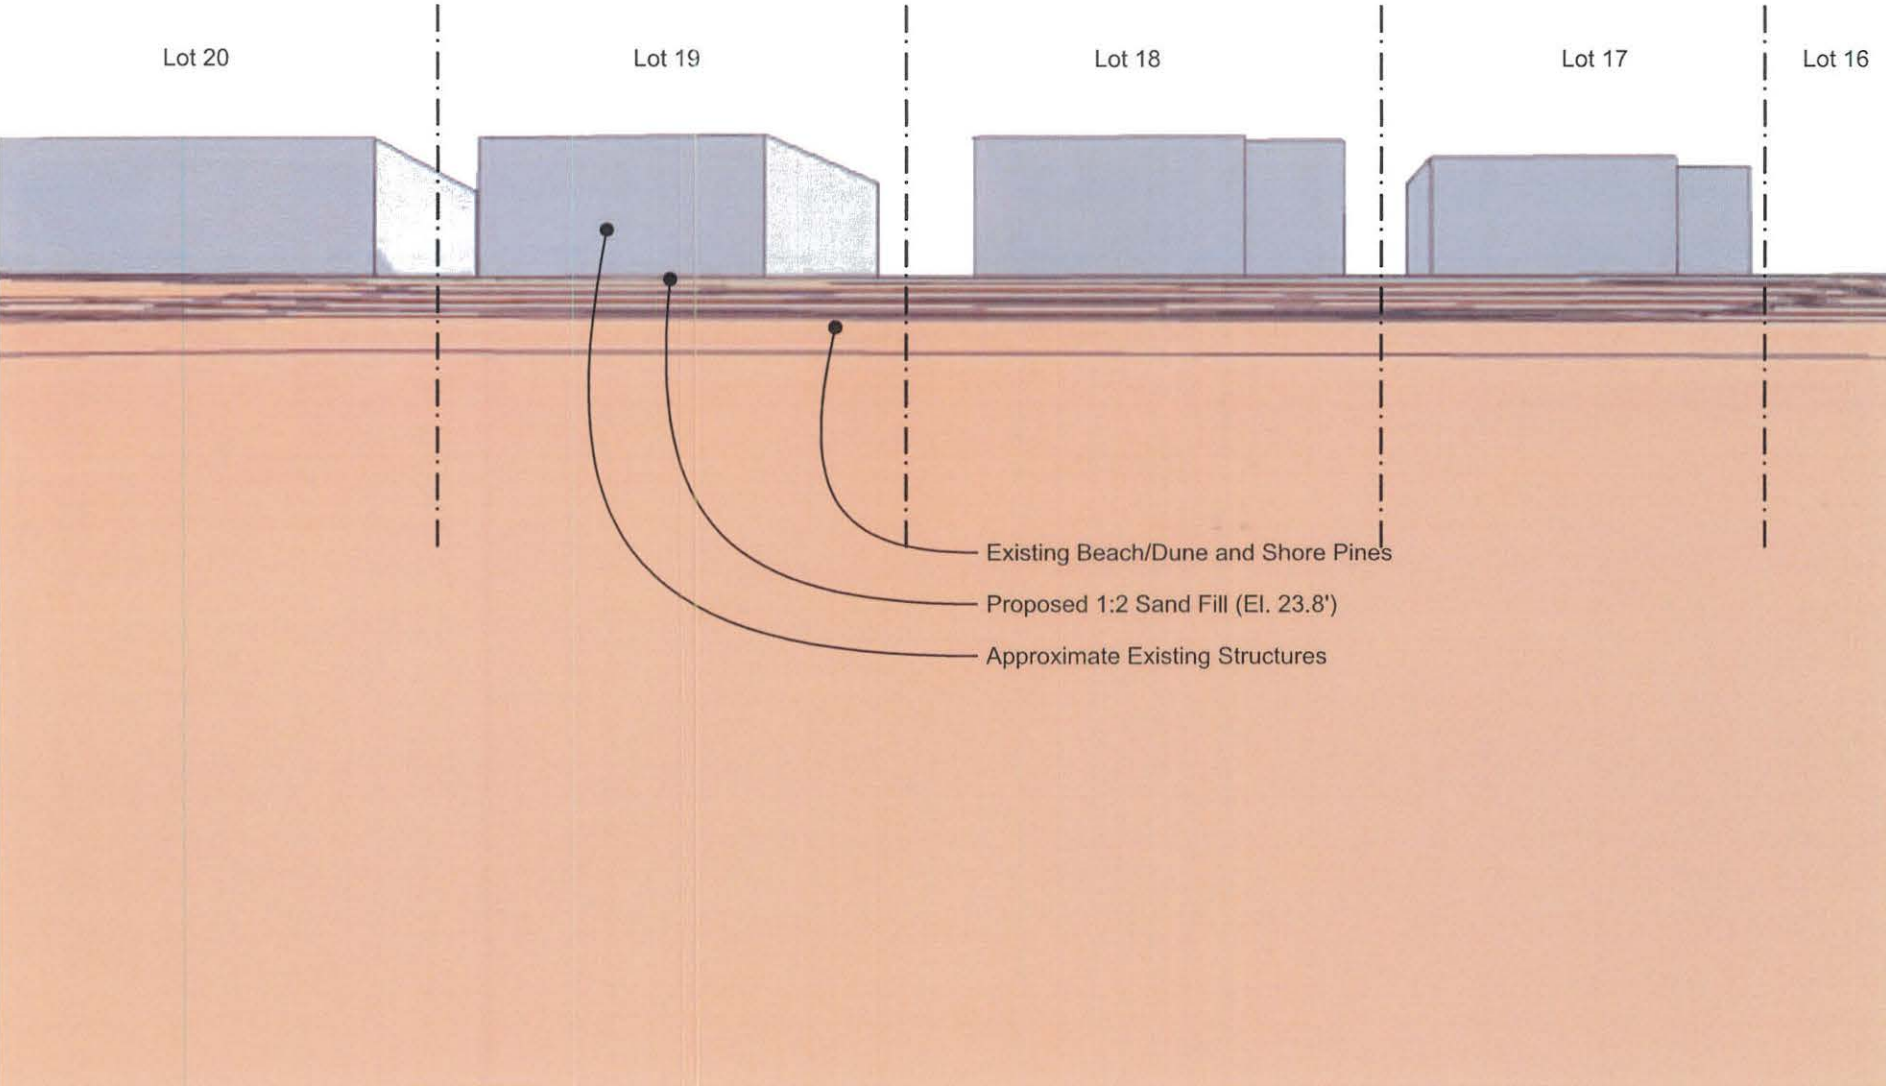 Lot 20
Lot 19
Lot 18
Lot 17
Lot 16
Existing Beach/Dune and Shore Pines
Proposed 1:2 Sand Fill (El. 23.8')
Approximate Existing Structures